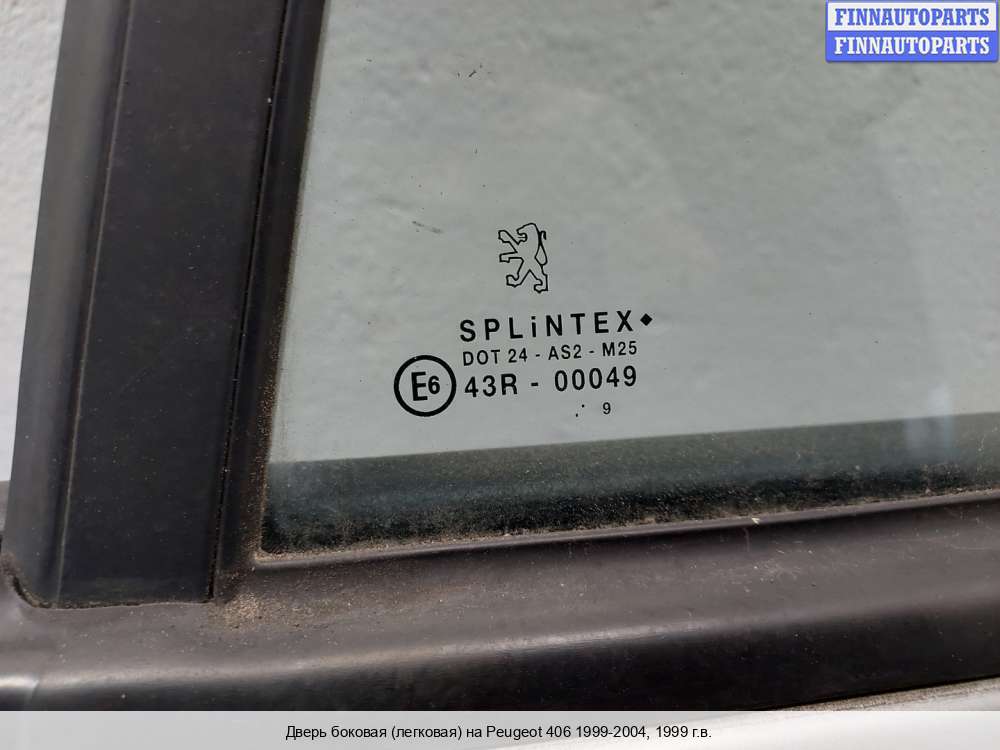 FINNAUTOPARTS
FINNAUTOPARTS
SPLiNTEX
DOT 24 - AS2 - M25
E6 43R - 00049
9
Дверь боковая (легковая) на Peugeot 406 1999-2004, 1999 г.в.